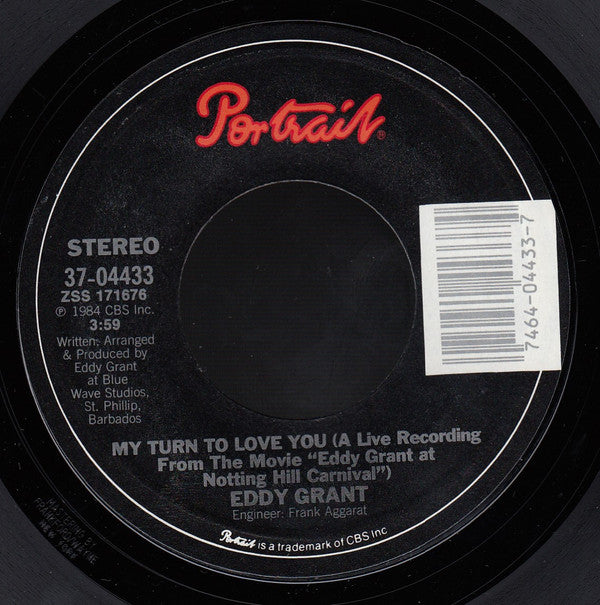 Portrait®
STEREO
37-04433
ZSS 171676
℗ 1984 CBS Inc.
3:59
Written, Arranged
& Produced by
Eddy Grant
at Blue
Wave Studios,
St. Phillip,
Barbados
7464-04433-7
MY TURN TO LOVE YOU (A Live Recording
From The Movie “Eddy Grant at
Notting Hill Carnival”)
EDDY GRANT
Engineer: Frank Aggarat
Portrait is a trademark of CBS Inc